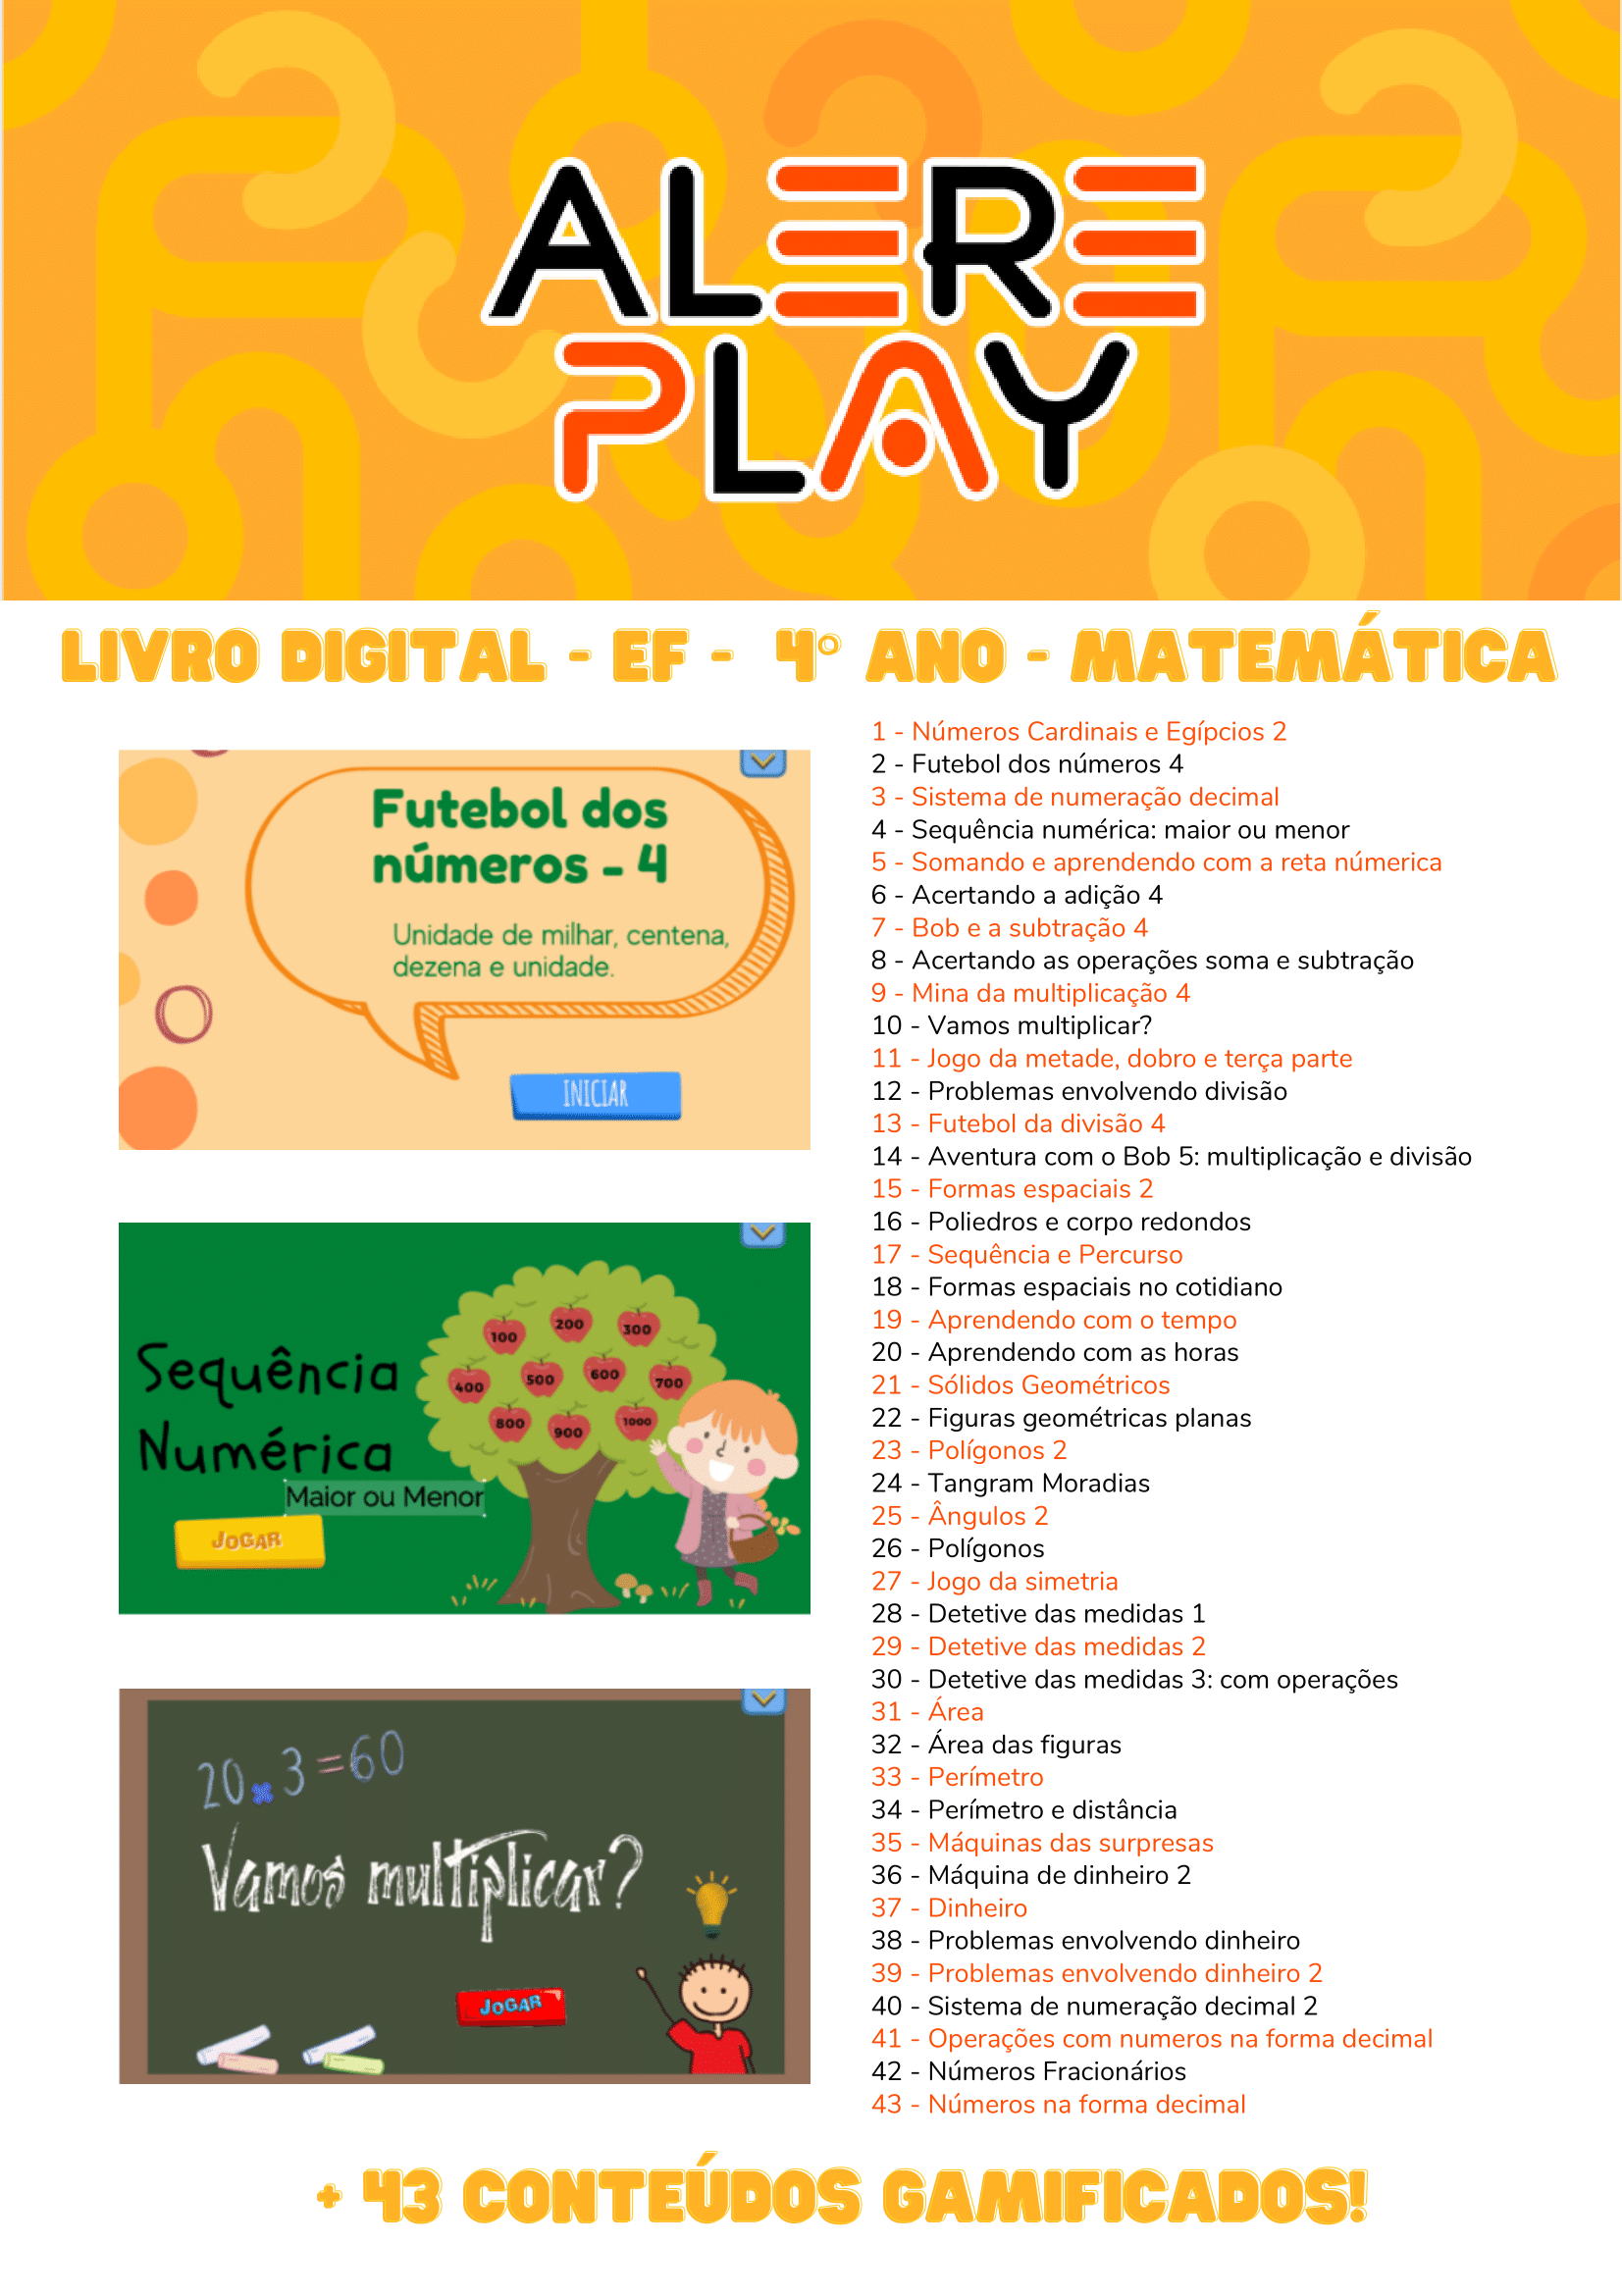 ALERE
PLAY
LIVRO DIGITAL - EF - 4º ANO - MATEMÁTICA
Futebol dos
números - 4
Unidade de milhar, centena,
dezena e unidade.
INICIAR
Sequência
Numérica
Maior ou Menor
JOGAR
100
200
300
400
500
600
700
800
900
1000
20 x 3 = 60
Vamos multiplicar?
JOGAR
1 - Números Cardinais e Egípcios 2
2 - Futebol dos números 4
3 - Sistema de numeração decimal
4 - Sequência numérica: maior ou menor
5 - Somando e aprendendo com a reta númerica
6 - Acertando a adição 4
7 - Bob e a subtração 4
8 - Acertando as operações soma e subtração
9 - Mina da multiplicação 4
10 - Vamos multiplicar?
11 - Jogo da metade, dobro e terça parte
12 - Problemas envolvendo divisão
13 - Futebol da divisão 4
14 - Aventura com o Bob 5: multiplicação e divisão
15 - Formas espaciais 2
16 - Poliedros e corpo redondos
17 - Sequência e Percurso
18 - Formas espaciais no cotidiano
19 - Aprendendo com o tempo
20 - Aprendendo com as horas
21 - Sólidos Geométricos
22 - Figuras geométricas planas
23 - Polígonos 2
24 - Tangram Moradias
25 - Ângulos 2
26 - Polígonos
27 - Jogo da simetria
28 - Detetive das medidas 1
29 - Detetive das medidas 2
30 - Detetive das medidas 3: com operações
31 - Área
32 - Área das figuras
33 - Perímetro
34 - Perímetro e distância
35 - Máquinas das surpresas
36 - Máquina de dinheiro 2
37 - Dinheiro
38 - Problemas envolvendo dinheiro
39 - Problemas envolvendo dinheiro 2
40 - Sistema de numeração decimal 2
41 - Operações com numeros na forma decimal
42 - Números Fracionários
43 - Números na forma decimal
+ 43 CONTEÚDOS GAMIFICADOS!